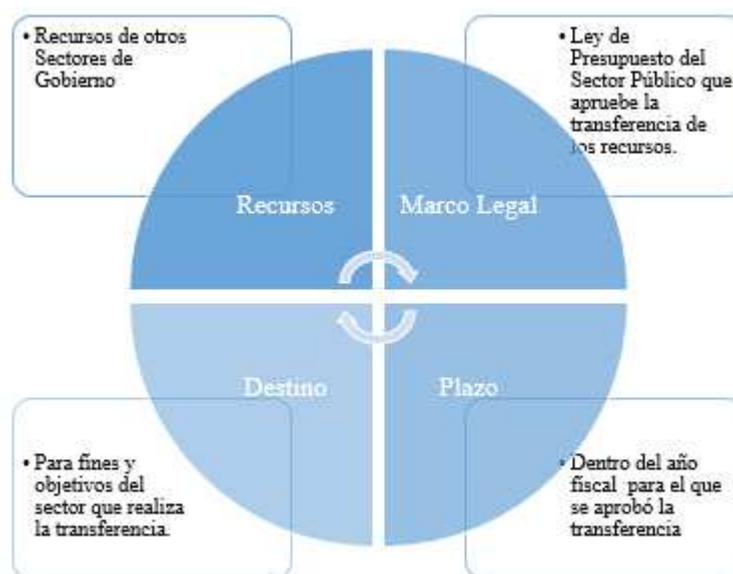 • Recursos de otros
Sectores de
Gobierno
• Ley de
Presupuesto del
Sector Público que
apruebe la
transferencia de
los recursos.
Recursos
Marco Legal
Destino
Plazo
• Para fines y
objetivos del
sector que realiza
la transferencia.
• Dentro del año
fiscal para el que
se aprobó la
transferencia